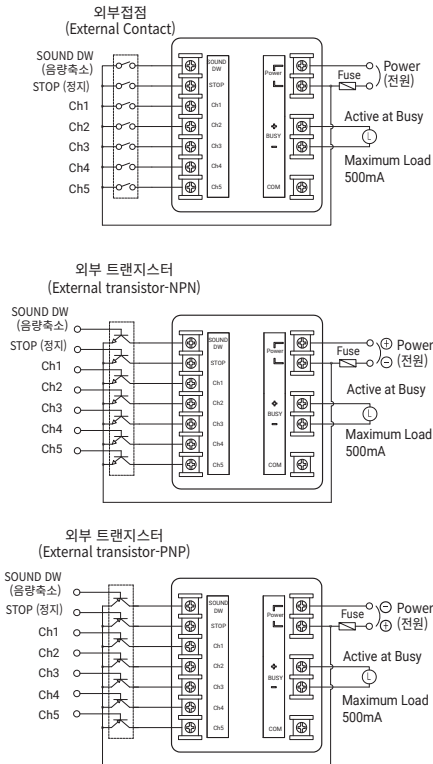 외부접점
(External Contact)
SOUND DW
(음량축소)
STOP (정지)
Ch1
Ch2
Ch3
Ch4
Ch5
SOUND
DW
STOP
Ch1
Ch2
Ch3
Ch4
Ch5
Power
BUSY
COM
Fuse
Power
(전원)
Active at Busy
L
Maximum Load
500mA
외부 트랜지스터
(External transistor-NPN)
SOUND DW
(음량축소)
STOP (정지)
Ch1
Ch2
Ch3
Ch4
Ch5
SOUND
DW
STOP
Ch1
Ch2
Ch3
Ch4
Ch5
Power
BUSY
COM
Fuse
Power
(전원)
Active at Busy
L
Maximum Load
500mA
외부 트랜지스터
(External transistor-PNP)
SOUND DW
(음량축소)
STOP (정지)
Ch1
Ch2
Ch3
Ch4
Ch5
SOUND
DW
STOP
Ch1
Ch2
Ch3
Ch4
Ch5
Power
BUSY
COM
Fuse
Power
(전원)
Active at Busy
L
Maximum Load
500mA